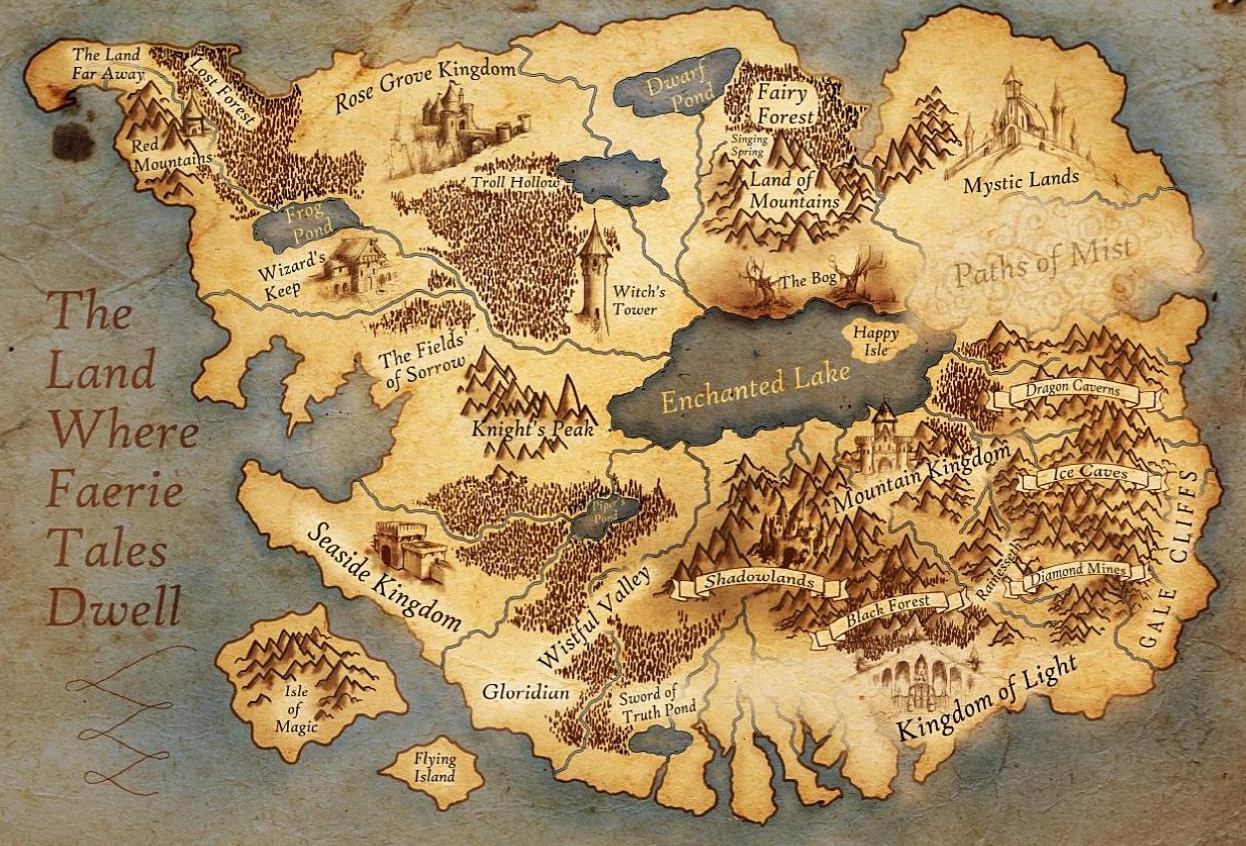 The Land
Far Away
Lost Forest
Rose Grove Kingdom
Dwarf
Pond
Fairy
Forest
Red
Mountains
Singing
Spring
Troll Hollow
Land of
Mountains
Mystic Lands
Frog
Pond
Wizard's
Keep
Paths of Mist
The Bog
Witch's
Tower
The
Land
Where
Faerie
Tales
Dwell
The Fields
of Sorrow
Happy
Isle
Enchanted Lake
Dragon Caverns
Knight's Peak
Mountain Kingdom
Ice Caves
GALE CLIFFS
Piper's
Pond
Seaside Kingdom
Shadowlands
Diamond Mines
Black Forest
Wistful Valley
Isle
of
Magic
Gloridian
Sword of
Truth Pond
Kingdom of Light
Flying
Island